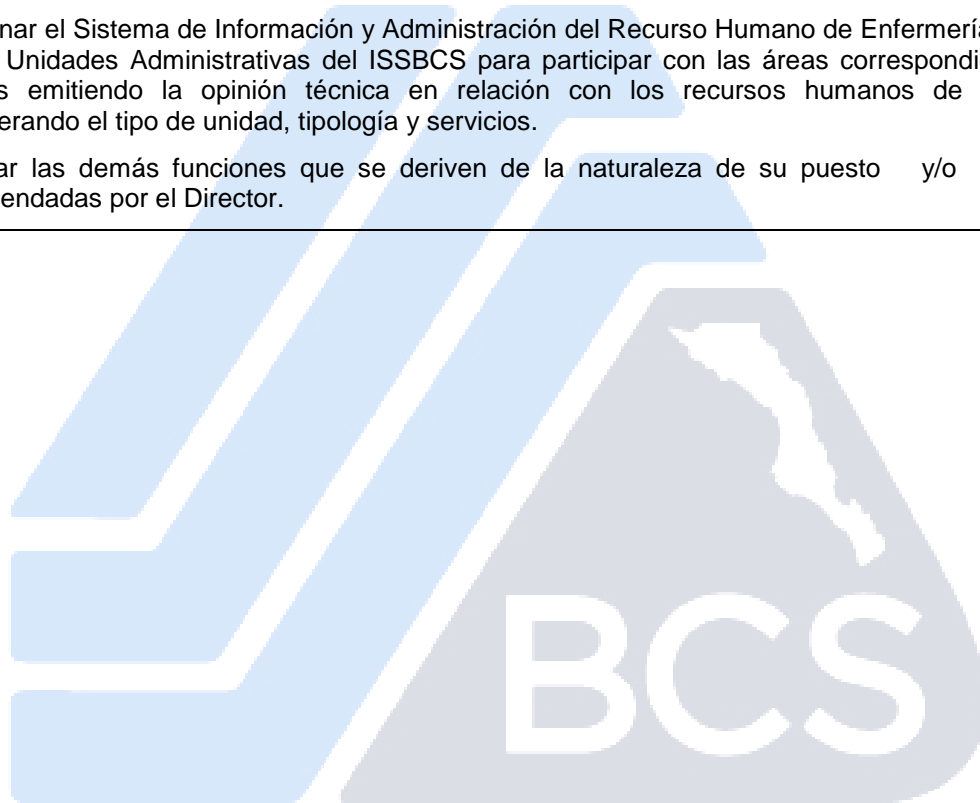 nar el Sistema de Información y Administración del Recurso Humano de Enfermerí
Unidades Administrativas del ISSBCS para participar con las áreas correspondi
s emitiendo la opinión técnica en relación con los recursos humanos de
erando el tipo de unidad, tipología y servicios.
ar las demás funciones que se deriven de la naturaleza de su puesto y/o
endadas por el Director.
BCS